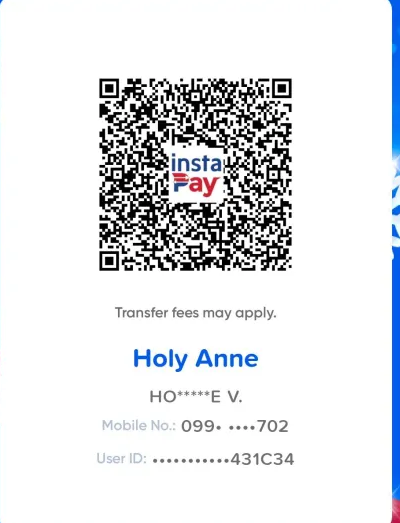 insta
Pay
Transfer fees may apply.
Holy Anne
HO*****E V.
Mobile No.: 099• ••••702
User ID: •••••••••••431C34